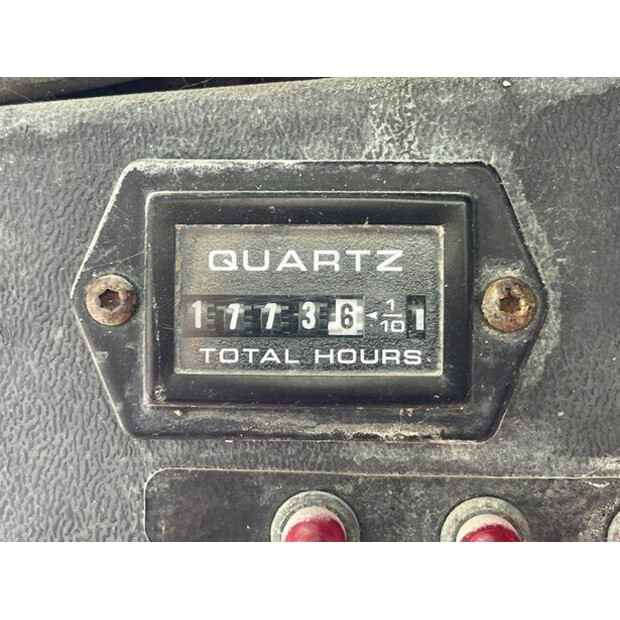 QUARTZ
17736 ◄ 1/10 1
TOTAL HOURS